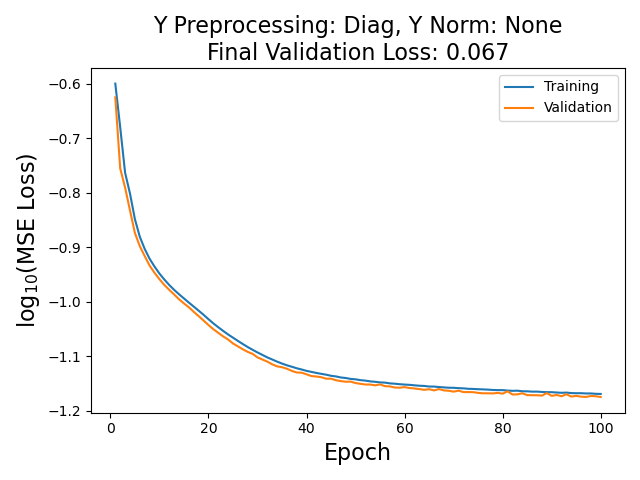 Y Preprocessing: Diag, Y Norm: None
Final Validation Loss: 0.067
Training
Validation
−0.6
−0.7
−0.8
−0.9
−1.0
−1.1
−1.2
log₁₀(MSE Loss)
0
20
40
60
80
100
Epoch